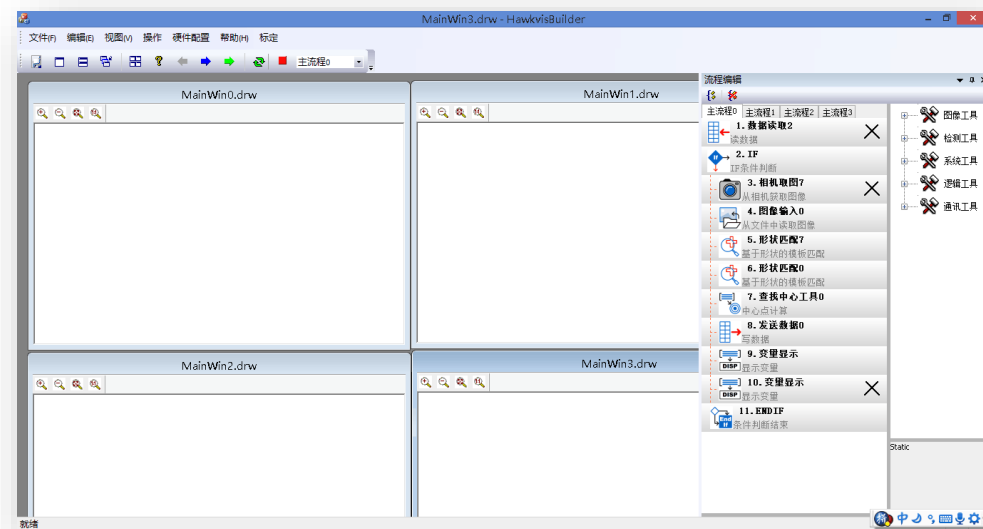 MainWin3.drw - HawkvisBuilder
文件(F) 编辑(E) 视图(V) 操作 硬件配置 帮助(H) 标定
主流程0
MainWin0.drw
MainWin1.drw
MainWin2.drw
MainWin3.drw
流程编辑
主流程0 主流程1 主流程2 主流程3
1.数据读取2
读数据
2.IF
IF条件判断
3.相机取图7
从相机获取图像
4.图像输入0
从文件中读取图像
5.形状匹配7
基于形状的模板匹配
6.形状匹配0
基于形状的模板匹配
7.查找中心工具0
中心点计算
8.发送数据0
写数据
9.变量显示
DISP 显示变量
10.变量显示
DISP 显示变量
11.ENDIF
End If 条件判断结束
图像工具
检测工具
系统工具
逻辑工具
通讯工具
Static
就绪
中